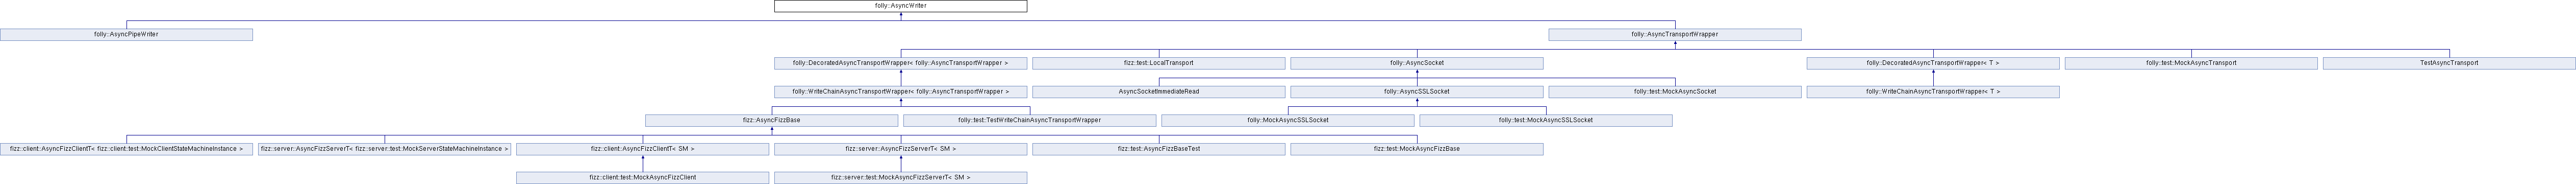 folly::AsyncWriter
folly::AsyncPipeWriter
folly::AsyncTransportWrapper
folly::DecoratedAsyncTransportWrapper< folly::AsyncTransportWrapper >
fizz::test::LocalTransport
folly::AsyncSocket
folly::DecoratedAsyncTransportWrapper< T >
folly::test::MockAsyncTransport
TestAsyncTransport
folly::WriteChainAsyncTransportWrapper< folly::AsyncTransportWrapper >
AsyncSocketImmediateRead
folly::AsyncSSLSocket
folly::test::MockAsyncSocket
folly::WriteChainAsyncTransportWrapper< T >
fizz::AsyncFizzBase
folly::test::TestWriteChainAsyncTransportWrapper
folly::MockAsyncSSLSocket
folly::test::MockAsyncSSLSocket
fizz::client::AsyncFizzClientT< fizz::client::test::MockClientStateMachineInstance >
fizz::server::AsyncFizzServerT< fizz::server::test::MockServerStateMachineInstance >
fizz::client::AsyncFizzClientT< SM >
fizz::server::AsyncFizzServerT< SM >
fizz::test::AsyncFizzBaseTest
fizz::test::MockAsyncFizzBase
fizz::client::test::MockAsyncFizzClient
fizz::server::test::MockAsyncFizzServerT< SM >